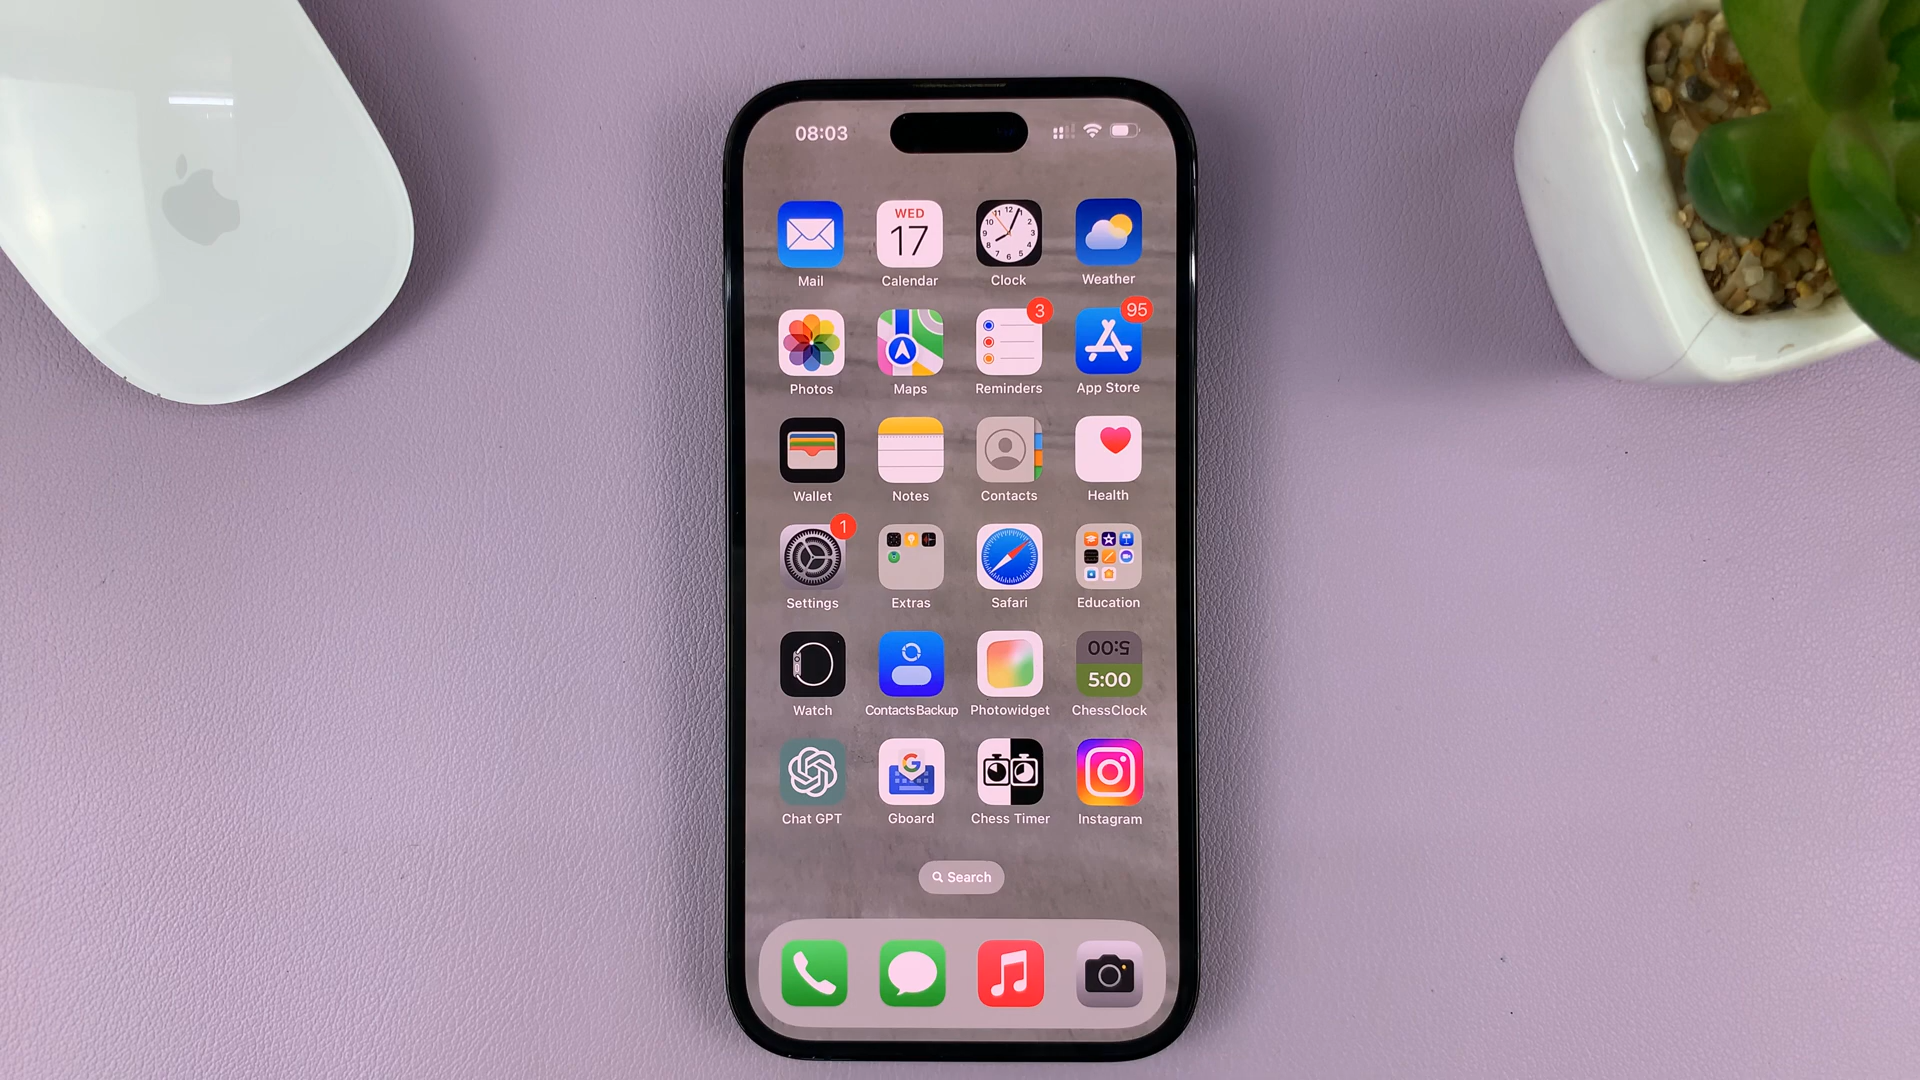 08:03
WED
17
Mail Calendar Clock Weather
3 95
Photos Maps Reminders App Store
Wallet Notes Contacts Health
1
Settings Extras Safari Education
00:5
5:00
Watch ContactsBackup Photowidget ChessClock
G
Chat GPT Gboard Chess Timer Instagram
Search